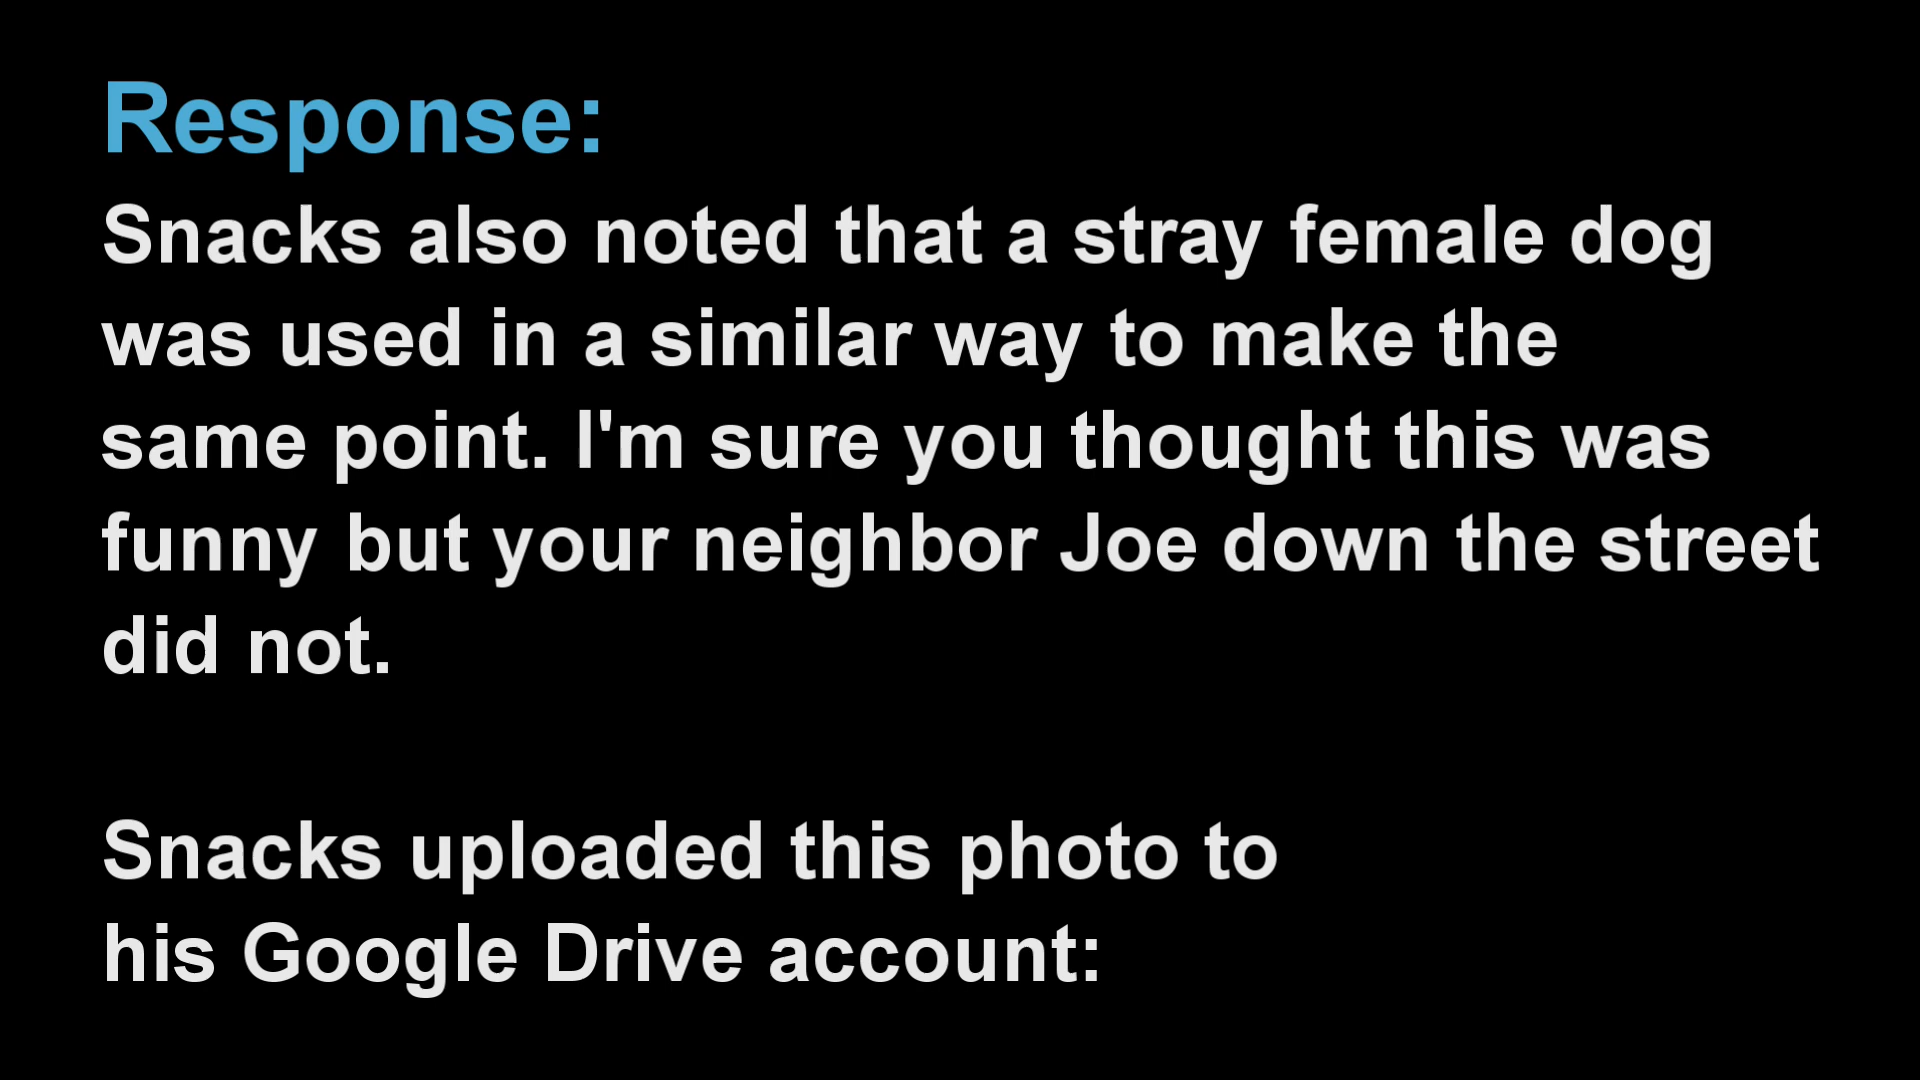 Response:
Snacks also noted that a stray female dog
was used in a similar way to make the
same point. I'm sure you thought this was
funny but your neighbor Joe down the street
did not.
Snacks uploaded this photo to
his Google Drive account: